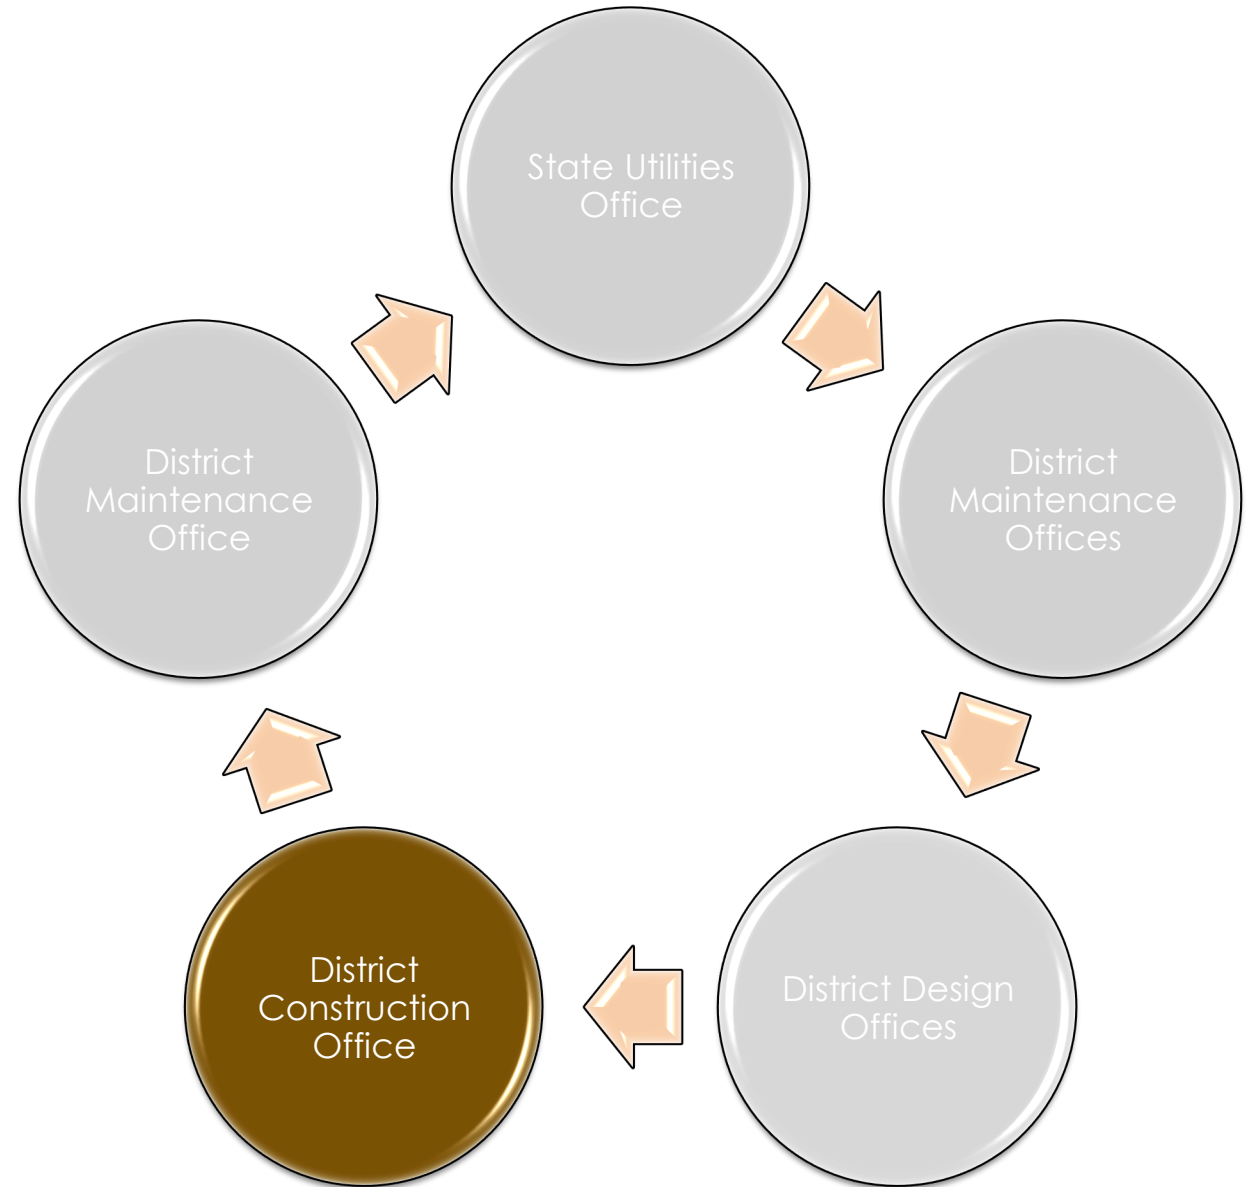 State Utilities
Office
District
Maintenance
Offices
District Design
Offices
District
Construction
Office
District
Maintenance
Office